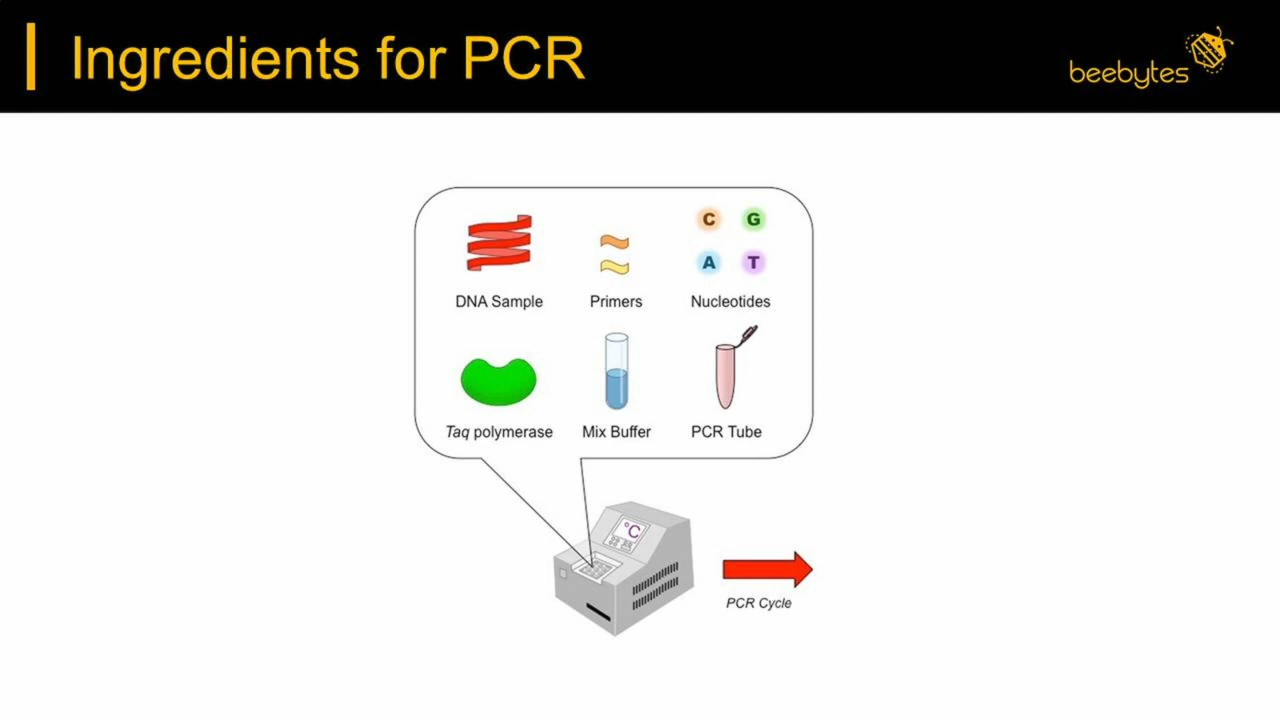 Ingredients for PCR
beebytes
C G
A T
DNA Sample Primers Nucleotides
Taq polymerase Mix Buffer PCR Tube
°C
PCR Cycle